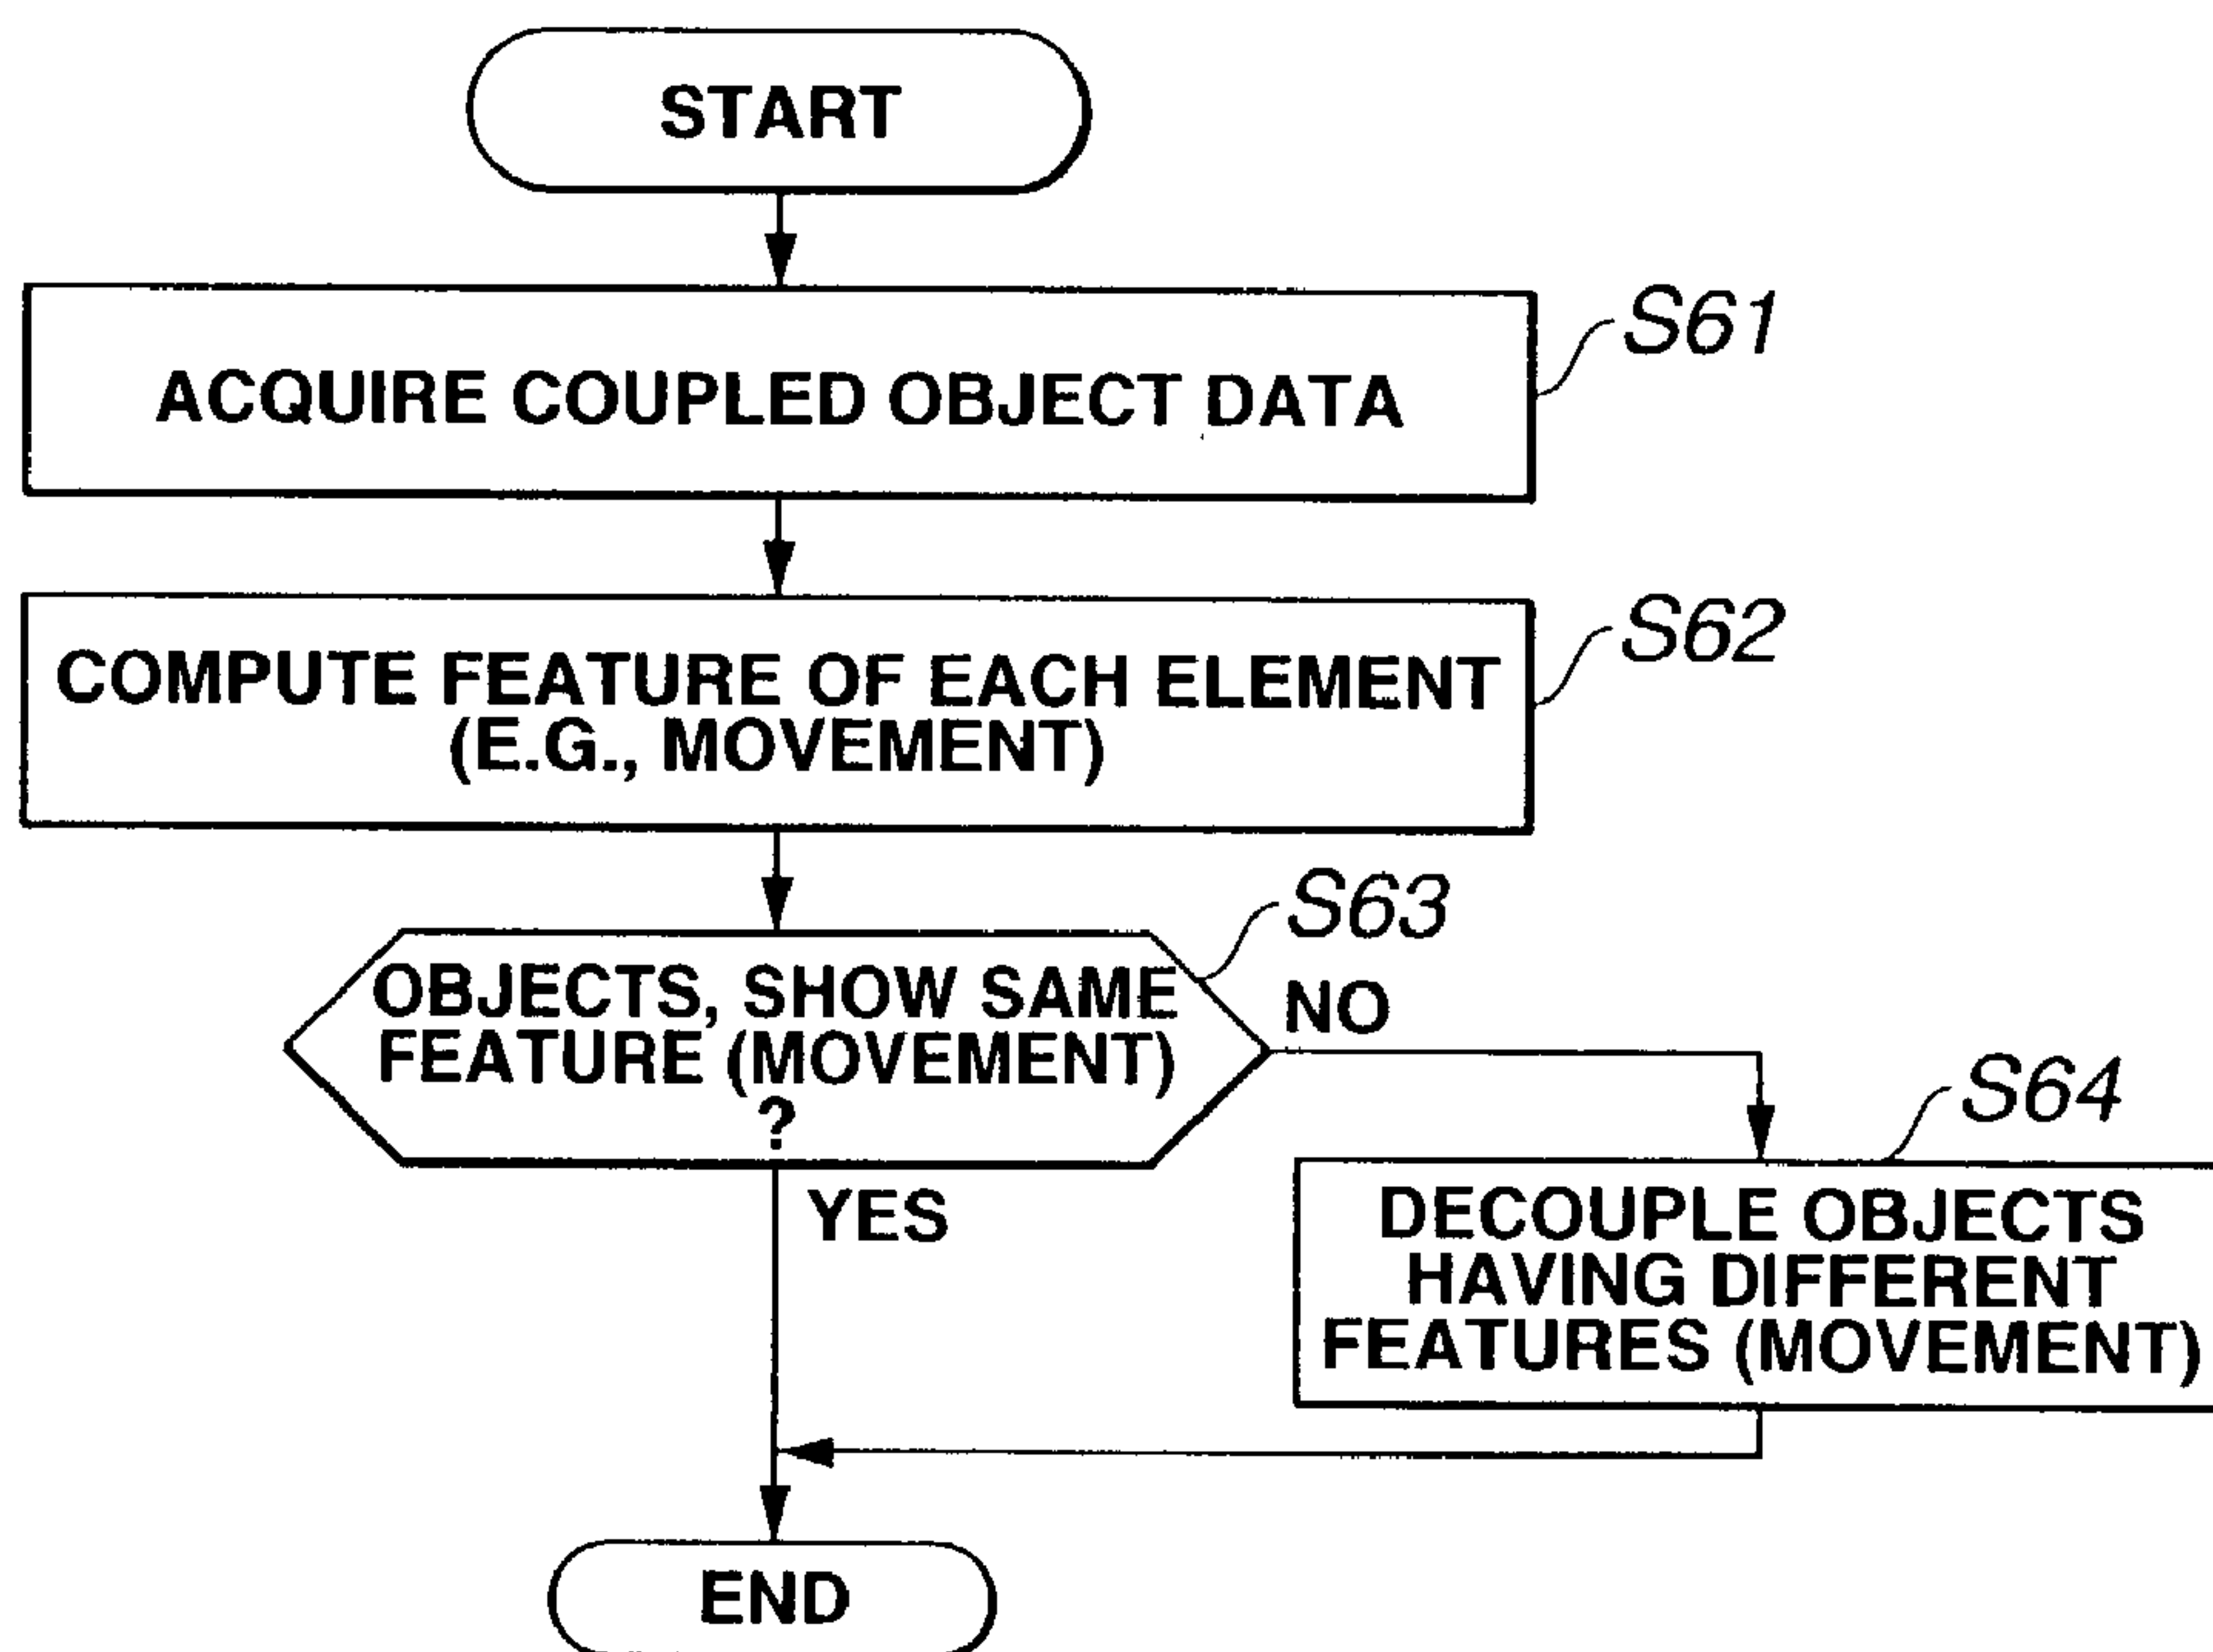 START
ACQUIRE COUPLED OBJECT DATA
S61
COMPUTE FEATURE OF EACH ELEMENT
(E.G., MOVEMENT)
S62
OBJECTS, SHOW SAME
FEATURE (MOVEMENT)
?
S63
NO
YES
S64
DECOUPLE OBJECTS
HAVING DIFFERENT
FEATURES (MOVEMENT)
END